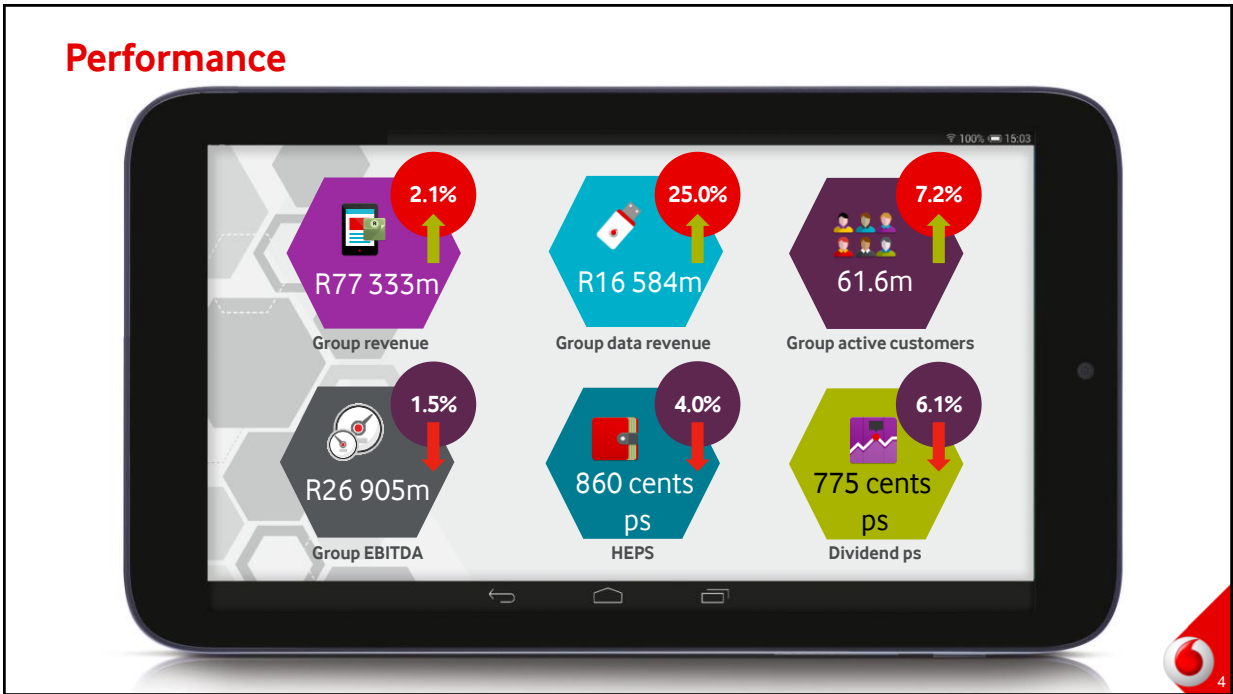 Performance
100% 15:03
2.1%
R77 333m
Group revenue
25.0%
R16 584m
Group data revenue
7.2%
61.6m
Group active customers
1.5%
R26 905m
Group EBITDA
4.0%
860 cents
ps
HEPS
6.1%
775 cents
ps
Dividend ps
4